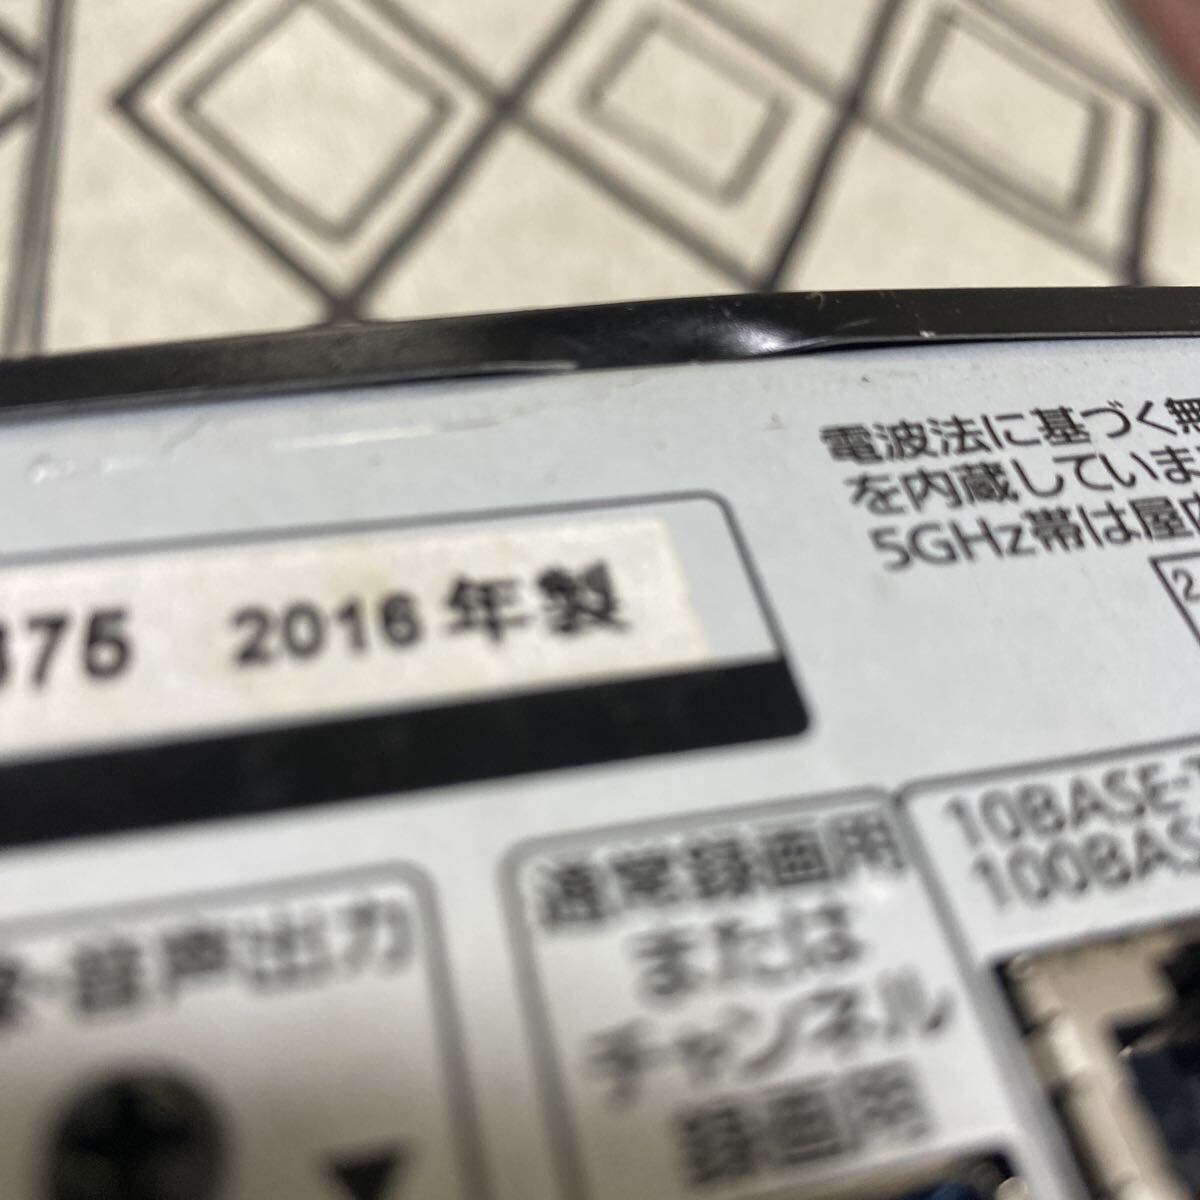 電波法に基づく無
を内蔵しています
5GHz帯は屋内
2
375 2016年製
10BASE-T
100BAS
通常録画用
または
チャンネル
録画用
・音声出力